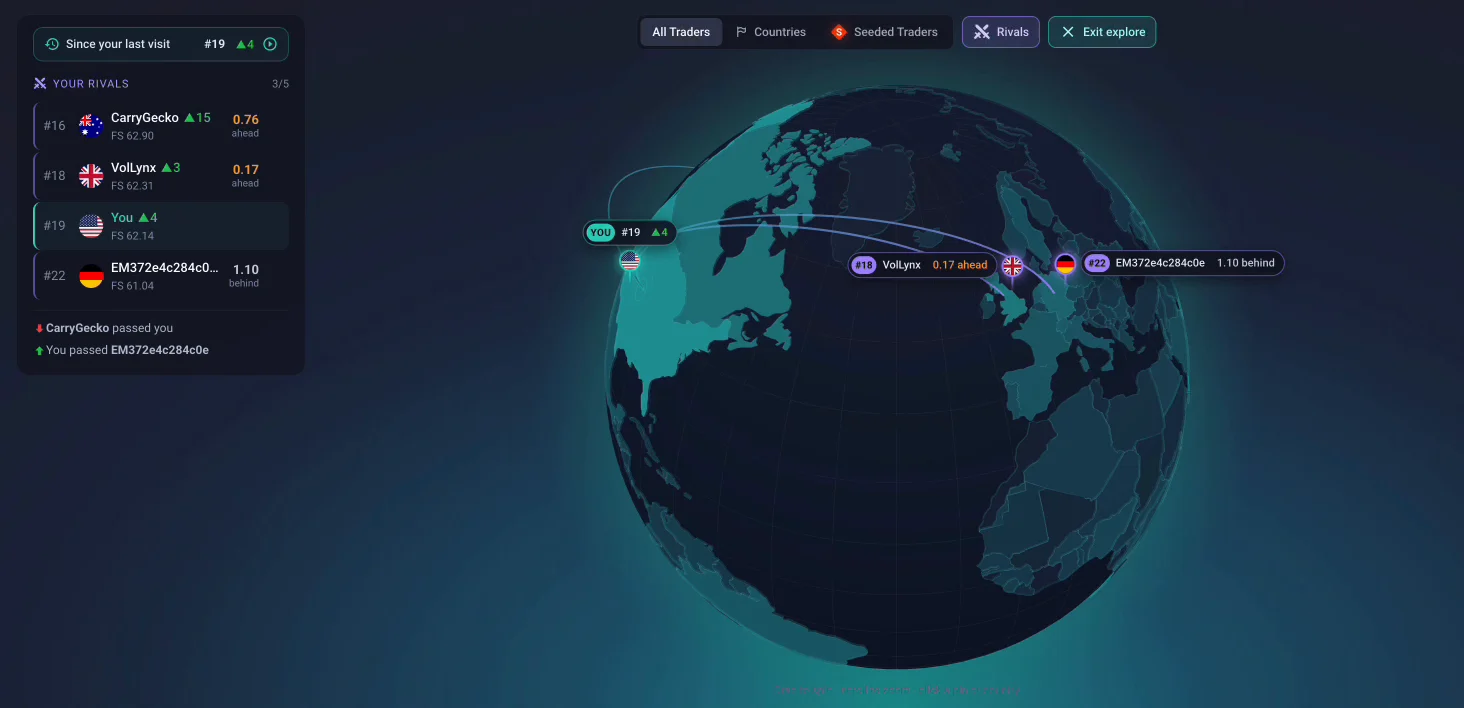 Since your last visit #19 ▲4
YOUR RIVALS 3/5
#16 CarryGecko ▲15 0.76
FS 62.90 ahead
#18 VolLynx ▲3 0.17
FS 62.31 ahead
#19 You ▲4
FS 62.14
#22 EM372e4c284c0... 1.10
FS 61.04 behind
CarryGecko passed you
You passed EM372e4c284c0e
All Traders Countries S Seeded Traders Rivals Exit explore
YOU #19 ▲4
#18 VolLynx 0.17 ahead
#22 EM372e4c284c0e 1.10 behind